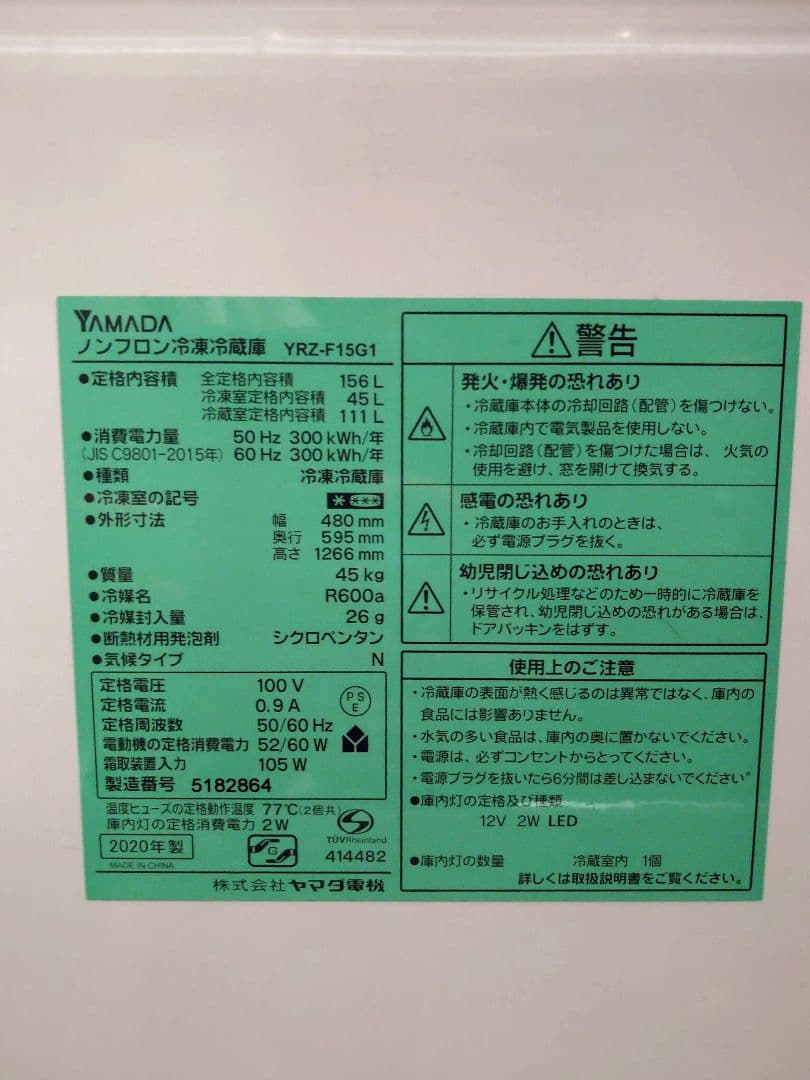 YAMADA
ノンフロン冷凍冷蔵庫 YRZ-F15G1
●定格内容積 全定格内容積 156 L
冷凍室定格内容積 45 L
冷蔵室定格内容積 111 L
●消費電力量 50 Hz 300 kWh/年
(JIS C9801-2015年) 60 Hz 300 kWh/年
●種類 冷凍冷蔵庫
●冷凍室の記号
●外形寸法 幅 480 mm
奥行 595 mm
高さ 1266 mm
●質量 45 kg
●冷媒名 R600a
●冷媒封入量 26 g
●断熱材用発泡剤 シクロペンタン
●気候タイプ N
定格電圧 100 V
定格電流 0.9 A
定格周波数 50/60 Hz
電動機の定格消費電力 52/60 W
霜取装置入力 105 W
製造番号 5182864
PS
E
温度ヒューズの定格動作温度 77℃(2個共)
庫内灯の定格消費電力 2W
TÜVRheinland
2020年製
G
414482
MADE IN CHINA
株式会社ヤマダ電機
警告
発火・爆発の恐れあり
・冷蔵庫本体の冷却回路(配管)を傷つけない。
・冷蔵庫内で電気製品を使用しない。
・冷却回路(配管)を傷つけた場合は、火気の
使用を避け、窓を開けて換気する。
感電の恐れあり
・冷蔵庫のお手入れのときは、
必ず電源プラグを抜く。
幼児閉じ込めの恐れあり
・リサイクル処理などのため一時的に冷蔵庫を
保管され、幼児閉じ込めの恐れがある場合は、
ドアパッキンをはずす。
使用上のご注意
・冷蔵庫の表面が熱く感じるのは異常ではなく、庫内の
食品には影響ありません。
・水気の多い食品は、庫内の奥に置かないでください。
・電源は、必ずコンセントからとってください。
・電源プラグを抜いたら6分間は差し込まないでください。
●庫内灯の定格及び種類
12V 2W LED
●庫内灯の数量 冷蔵室内 1個
詳しくは取扱説明書をご覧ください。